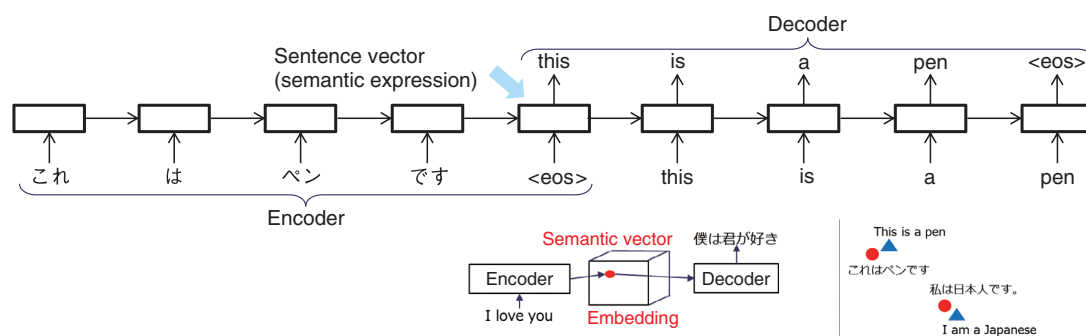 Decoder
Sentence vector
(semantic expression)
this is a pen <eos>
これ は ペン です <eos> this is a pen
Encoder
Semantic vector
僕は君が好き
Encoder
Decoder
I love you
Embedding
This is a pen
これはペンです
私は日本人です。
I am a Japanese